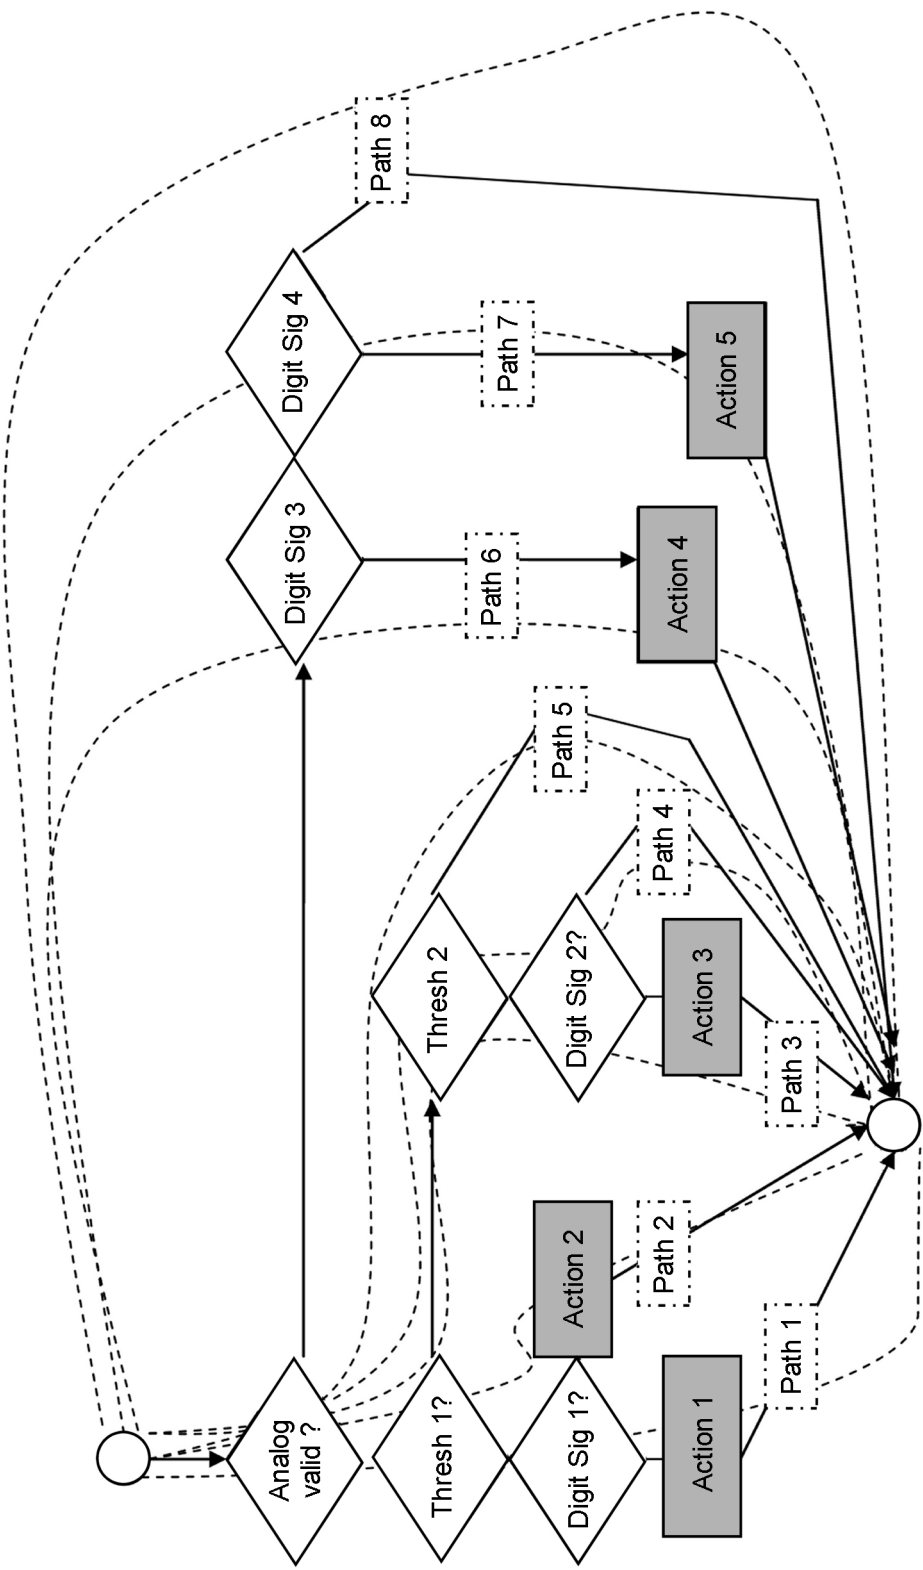 Analog
valid ?
Thresh 1?
Digit Sig 1?
Action 1
Path 1
Action 2
Path 2
Thresh 2
Digit Sig 2?
Action 3
Path 3
Path 4
Path 5
Digit Sig 3
Path 6
Action 4
Digit Sig 4
Path 7
Action 5
Path 8